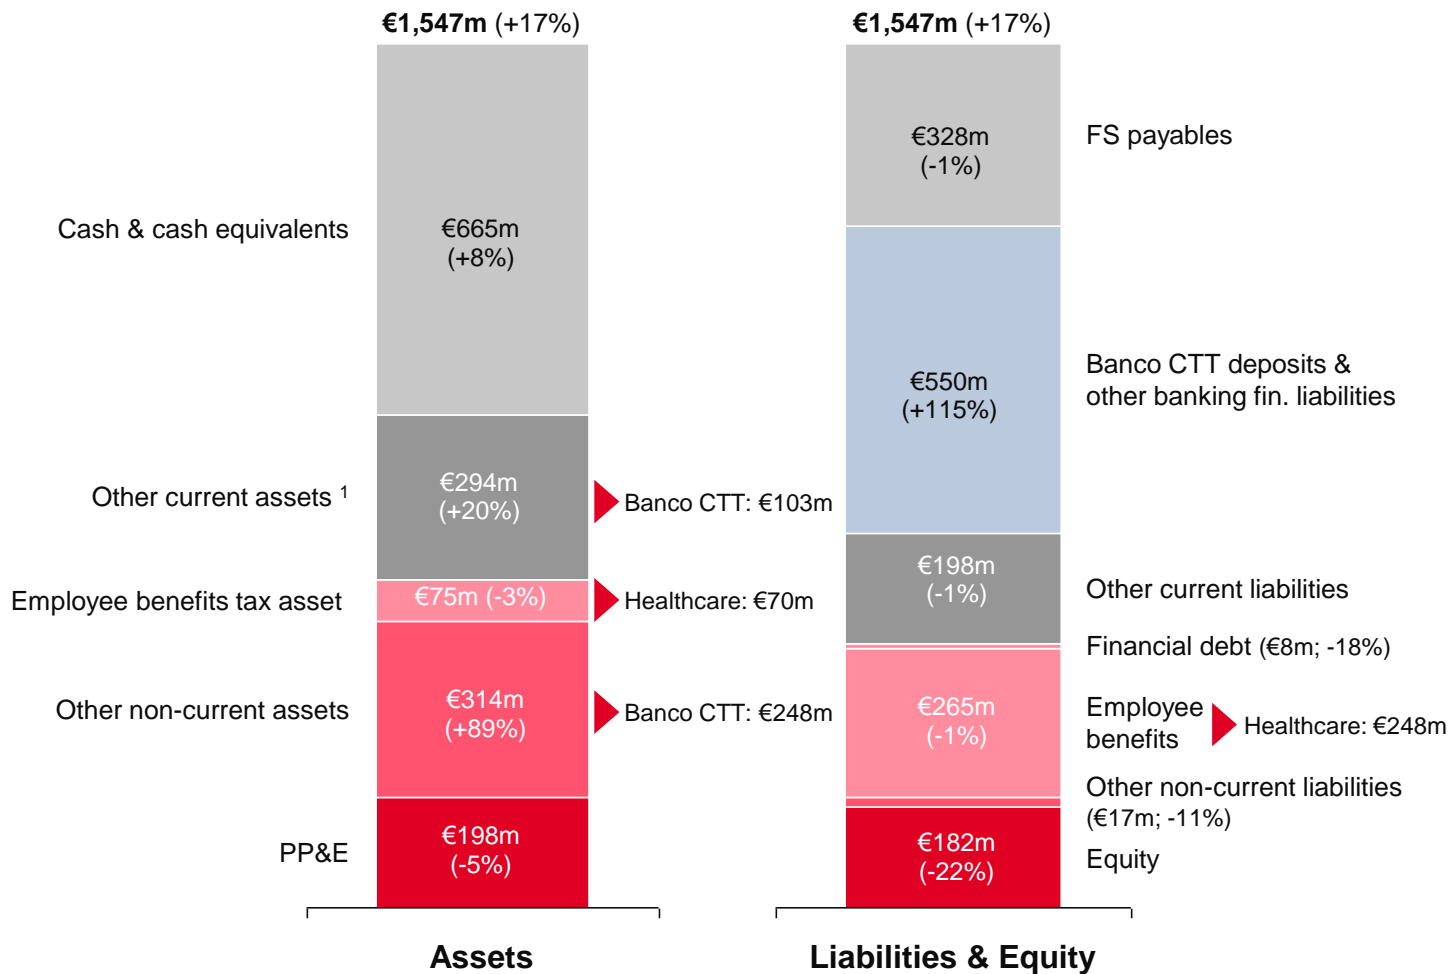 €1,547m (+17%)
€1,547m (+17%)
Cash & cash equivalents
€665m
(+8%)
Other current assets 1
€294m
(+20%)
Banco CTT: €103m
Employee benefits tax asset
€75m (-3%)
Healthcare: €70m
Other non-current assets
€314m
(+89%)
Banco CTT: €248m
PP&E
€198m
(-5%)
Assets
€328m
(-1%)
FS payables
€550m
(+115%)
Banco CTT deposits &
other banking fin. liabilities
€198m
(-1%)
Other current liabilities
Financial debt (€8m; -18%)
€265m
(-1%)
Employee
benefits
Healthcare: €248m
Other non-current liabilities
(€17m; -11%)
€182m
(-22%)
Equity
Liabilities & Equity